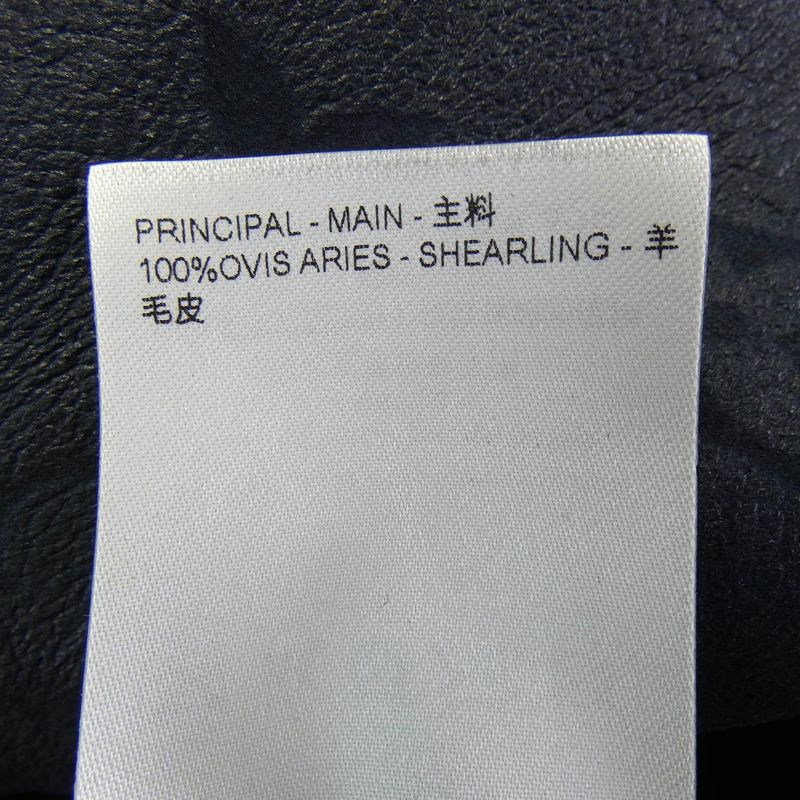 PRINCIPAL - MAIN - 主料
100%OVIS ARIES - SHEARLING - 羊
毛皮